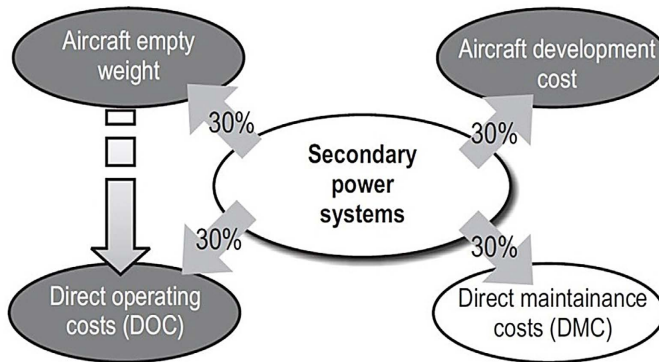 Aircraft empty
weight
Aircraft development
cost
30%
30%
Secondary
power
systems
30%
30%
Direct operating
costs (DOC)
Direct maintainance
costs (DMC)